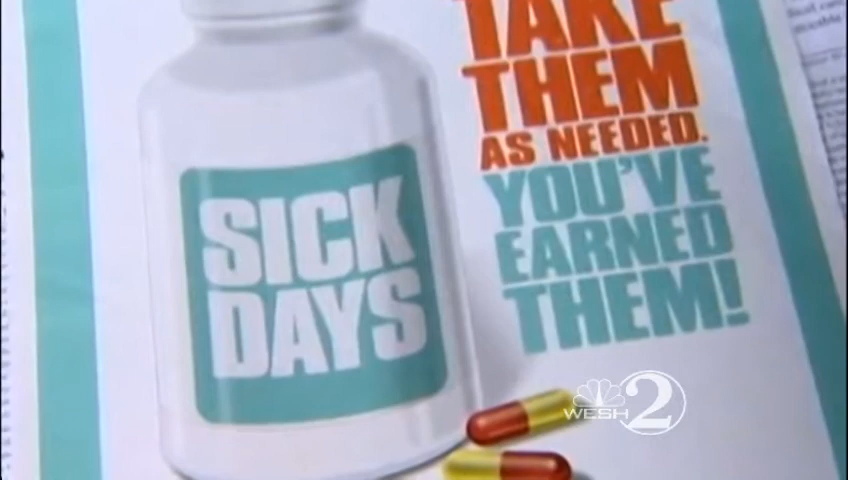 TAKE
THEM
AS NEEDED.
YOU'VE
EARNED
THEM!
SICK
DAYS
WESH 2